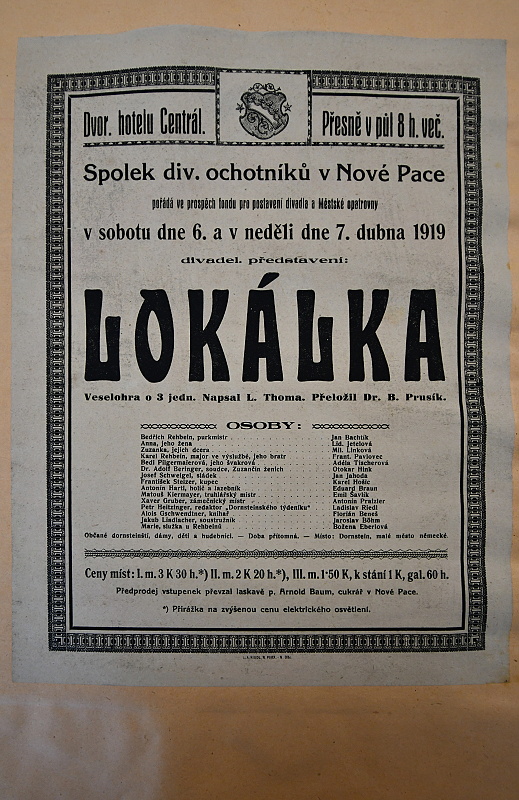 Dvor. hotelu Centrál. Přesně v půl 8 h. več.
Spolek div. ochotníků v Nové Pace
pořádá ve prospěch fondu pro postavení divadla a Městské opatrovny
v sobotu dne 6. a v neděli dne 7. dubna 1919
divadel. představení:
LOKÁLKA
Veselohra o 3 jedn. Napsal L. Thoma. Přeložil Dr. B. Prusík.
OSOBY:
Bedřich Rehbein, purkmistr Jan Bachtík
Anna, jeho žena Lid. Jetelová
Zuzanka, jejich dcera Mil. Linková
Karel Rehbein, major ve výslužbě, jeho bratr Frant. Pavlovec
Bedi Pilgermaierová, jeho švakrová Adéla Tischerová
Dr. Adolf Beringer, soudce, Zuzančin ženich Otokar Hink
Josef Schweigel, sládek Jan Jahoda
František Stelzer, kupec Karel Hošic
Antonín Hartl, holič a lazebník Eduard Braun
Matouš Kiermayer, truhlářský mistr Emil Šavlík
Xaver Gruber, zámečnický mistr Antonín Praizler
Petr Heitzinger, redaktor „Dornsteinského týdeníku" Ladislav Riedl
Alois Gschwendtner, knihař Florián Beneš
Jakub Lindlacher, soustružník Jaroslav Böhm
Marie, služka u Rehbeinů Božena Eberlová
Občané dornsteinští, dámy, děti a hudebníci. — Doba přítomná. — Místo: Dornstein, malé město německé.
Ceny míst: I. m. 3 K 30 h.*) II. m. 2 K 20 h.*), III. m. 1·50 K, k stání 1 K, gal. 60 h.
Předprodej vstupenek převzal laskavě p. Arnold Baum, cukrář v Nové Pace.
*) Přirážka na zvýšenou cenu elektrického osvětlení.